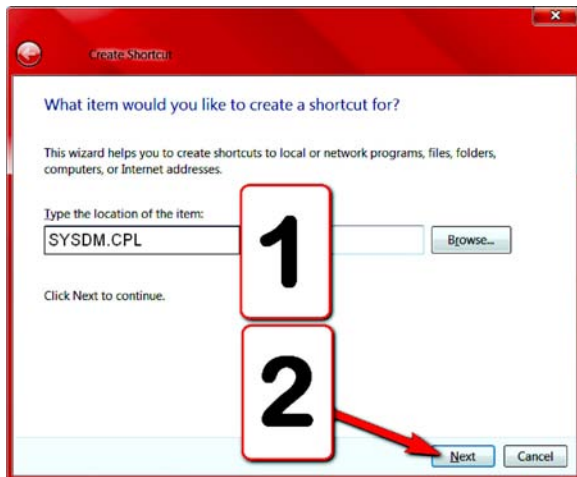 Create Shortcut
What item would you like to create a shortcut for?
This wizard helps you to create shortcuts to local or network programs, files, folders,
computers, or Internet addresses.
Type the location of the item:
SYSDM.CPL
1
Browse...
Click Next to continue.
2
Next Cancel